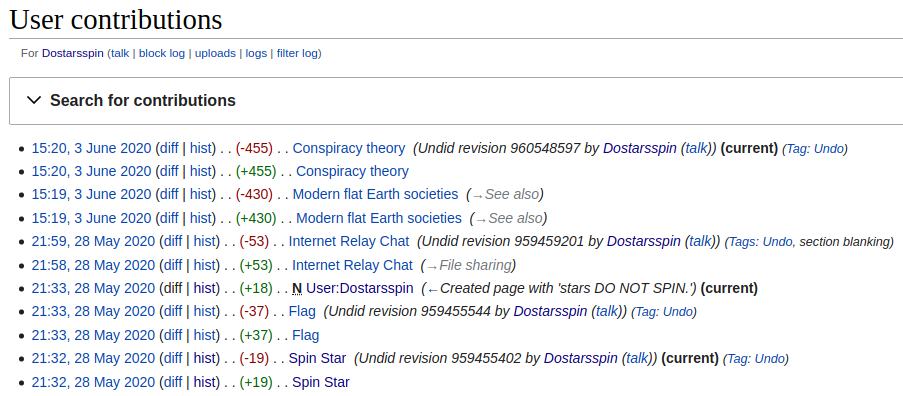 User contributions
For Dostarsspin (talk | block log | uploads | logs | filter log)
Search for contributions
• 15:20, 3 June 2020 (diff | hist) . . (-455) . . Conspiracy theory (Undid revision 960548597 by Dostarsspin (talk)) (current) (Tag: Undo)
• 15:20, 3 June 2020 (diff | hist) . . (+455) . . Conspiracy theory
• 15:19, 3 June 2020 (diff | hist) . . (-430) . . Modern flat Earth societies (→See also)
• 15:19, 3 June 2020 (diff | hist) . . (+430) . . Modern flat Earth societies (→See also)
• 21:59, 28 May 2020 (diff | hist) . . (-53) . . Internet Relay Chat (Undid revision 959459201 by Dostarsspin (talk)) (Tags: Undo, section blanking)
• 21:58, 28 May 2020 (diff | hist) . . (+53) . . Internet Relay Chat (→File sharing)
• 21:33, 28 May 2020 (diff | hist) . . (+18) . . N User:Dostarsspin (←Created page with 'stars DO NOT SPIN.') (current)
• 21:33, 28 May 2020 (diff | hist) . . (-37) . . Flag (Undid revision 959455544 by Dostarsspin (talk)) (Tag: Undo)
• 21:33, 28 May 2020 (diff | hist) . . (+37) . . Flag
• 21:32, 28 May 2020 (diff | hist) . . (-19) . . Spin Star (Undid revision 959455402 by Dostarsspin (talk)) (current) (Tag: Undo)
• 21:32, 28 May 2020 (diff | hist) . . (+19) . . Spin Star